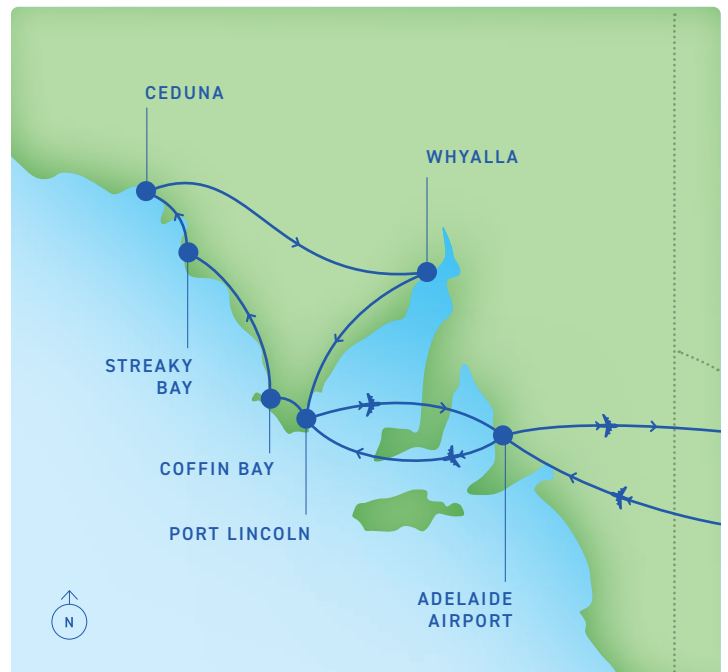 CEDUNA
WHYALLA
STREAKY
BAY
COFFIN BAY
PORT LINCOLN
ADELAIDE
AIRPORT
N